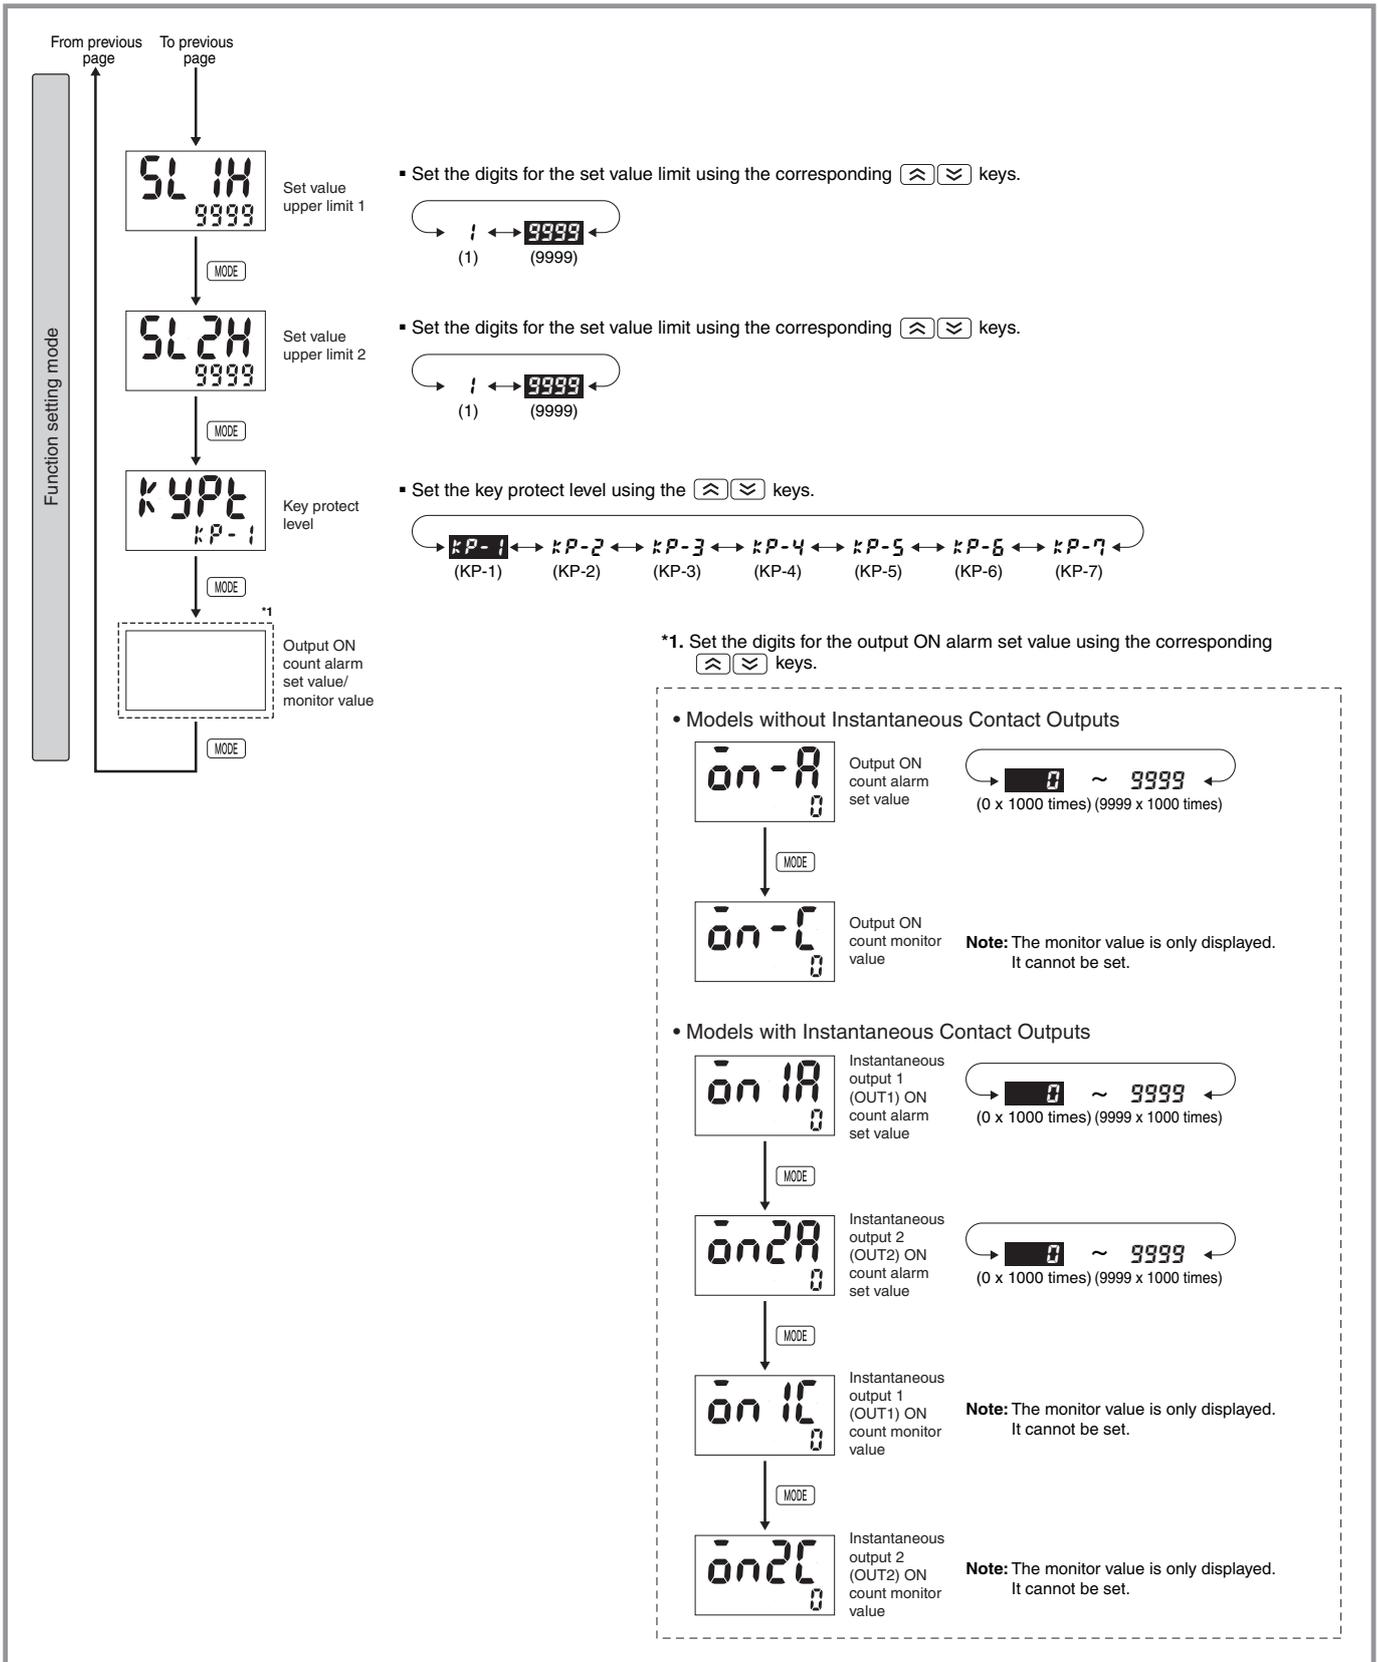 From previous
page
To previous
page
Function setting mode
SL1H
9999
Set value
upper limit 1
▪ Set the digits for the set value limit using the corresponding keys.
1 9999
(1) (9999)
MODE
SL2H
9999
Set value
upper limit 2
▪ Set the digits for the set value limit using the corresponding keys.
1 9999
(1) (9999)
MODE
KYPt
KP-1
Key protect
level
▪ Set the key protect level using the keys.
KP-1 KP-2 KP-3 KP-4 KP-5 KP-6 KP-7
(KP-1) (KP-2) (KP-3) (KP-4) (KP-5) (KP-6) (KP-7)
MODE
*1
Output ON
count alarm
set value/
monitor value
MODE
*1. Set the digits for the output ON alarm set value using the corresponding
keys.
• Models without Instantaneous Contact Outputs
on-A
0
Output ON
count alarm
set value
0 ~ 9999
(0 x 1000 times) (9999 x 1000 times)
MODE
on-C
0
Output ON
count monitor
value
Note: The monitor value is only displayed.
It cannot be set.
• Models with Instantaneous Contact Outputs
on1A
0
Instantaneous
output 1
(OUT1) ON
count alarm
set value
0 ~ 9999
(0 x 1000 times) (9999 x 1000 times)
MODE
on2A
0
Instantaneous
output 2
(OUT2) ON
count alarm
set value
0 ~ 9999
(0 x 1000 times) (9999 x 1000 times)
MODE
on1C
0
Instantaneous
output 1
(OUT1) ON
count monitor
value
Note: The monitor value is only displayed.
It cannot be set.
MODE
on2C
0
Instantaneous
output 2
(OUT2) ON
count monitor
value
Note: The monitor value is only displayed.
It cannot be set.